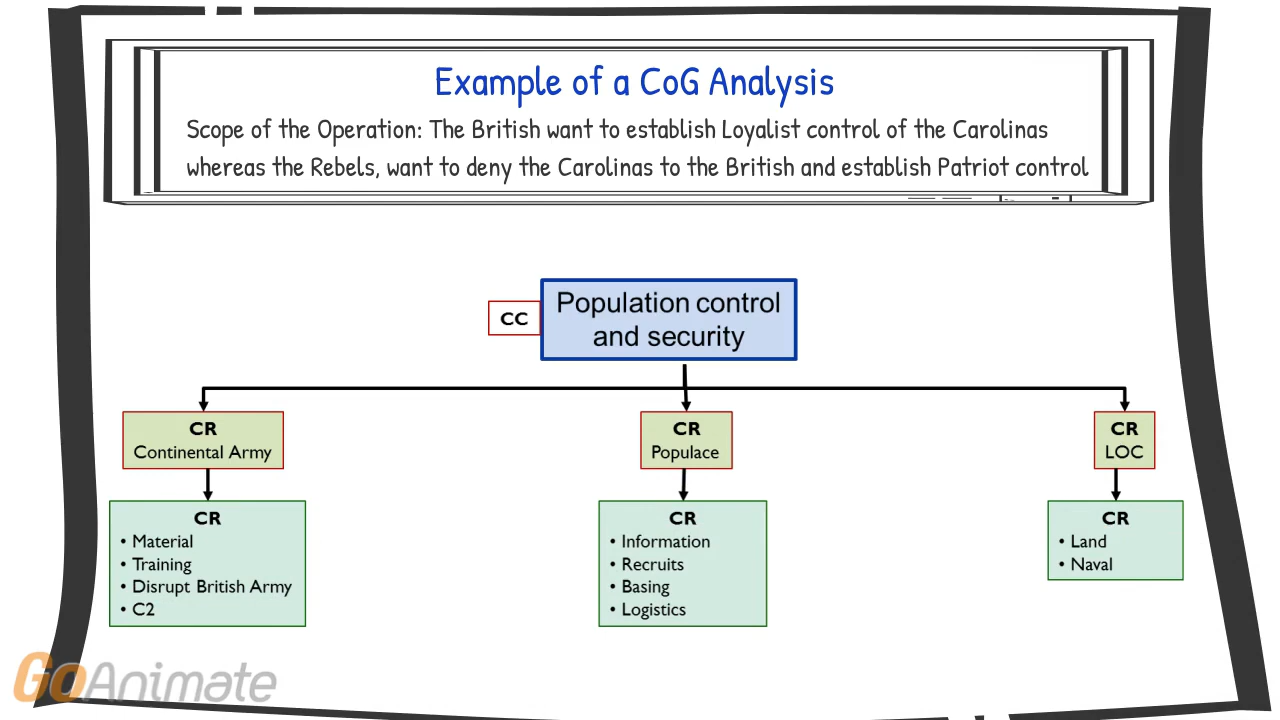 Example of a CoG Analysis
Scope of the Operation: The British want to establish Loyalist control of the Carolinas
whereas the Rebels, want to deny the Carolinas to the British and establish Patriot control
CC
Population control
and security
CR
Continental Army
CR
Populace
CR
LOC
CR
• Material
• Training
• Disrupt British Army
• C2
CR
• Information
• Recruits
• Basing
• Logistics
CR
• Land
• Naval
GoAnimate